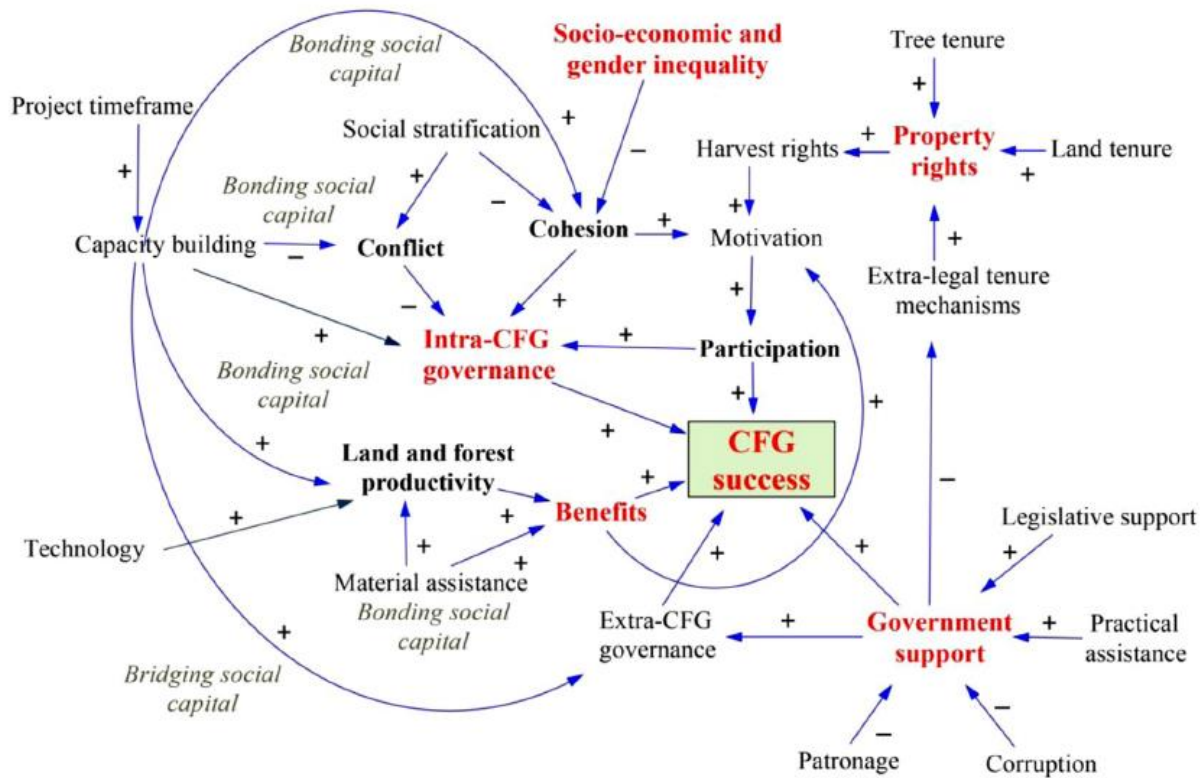 Bonding social
capital
Socio-economic and
gender inequality
Tree tenure
Project timeframe
+
Social stratification
+
−
+
Harvest rights
+
Property
rights
Land tenure
+
+
Bonding social
capital
+
−
Capacity building
−
Conflict
Cohesion
+
+
Motivation
+
Extra-legal tenure
mechanisms
−
+
+
+
Bonding social
capital
Intra-CFG
governance
+
Participation
+
+
+
CFG
success
+
Land and forest
productivity
+
+
Benefits
−
Technology
+
+
+
+
Material assistance
Bonding social
capital
+
+
Legislative support
+
+
Bridging social
capital
Extra-CFG
governance
+
Government
support
+
Practical
assistance
−
−
Patronage
Corruption